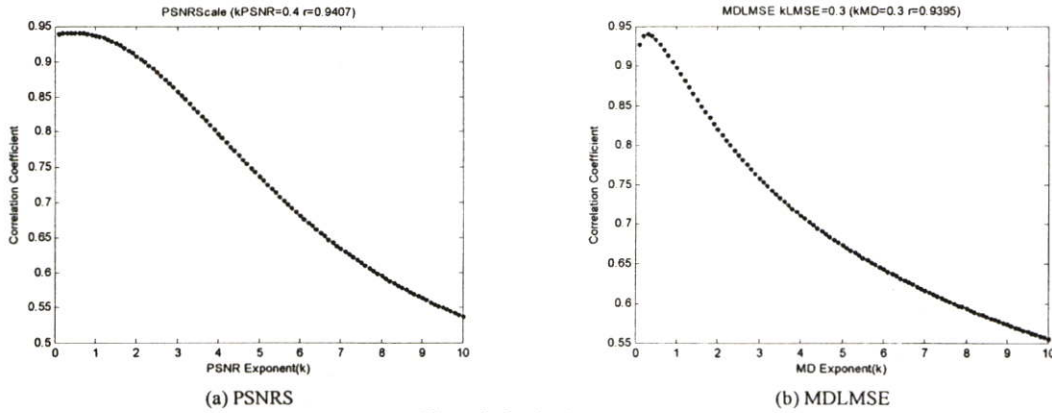 PSNRScale (kPSNR=0.4 r=0.9407)
0.95
0.9
0.85
0.8
0.75
0.7
0.65
0.6
0.55
0.5
Correlation Coefficient
0 1 2 3 4 5 6 7 8 9 10
PSNR Exponent(k)
(a) PSNRS
MDLMSE kLMSE=0.3 (kMD=0.3 r=0.9395)
0.95
0.9
0.85
0.8
0.75
0.7
0.65
0.6
0.55
Correlation Coefficient
0 1 2 3 4 5 6 7 8 9 10
MD Exponent(k)
(b) MDLMSE